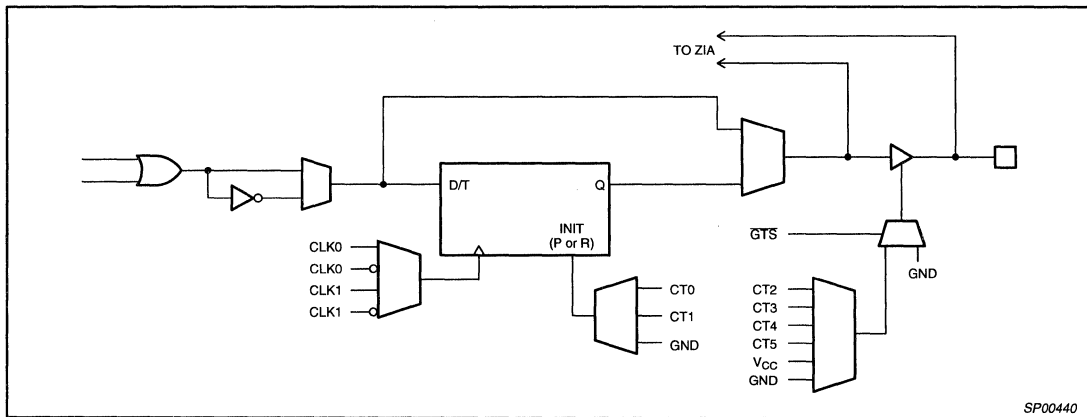 TO ZIA
D/T
Q
INIT
(P or R)
CLK0
CLK0
CLK1
CLK1
CT0
CT1
GND
GTS
GND
CT2
CT3
CT4
CT5
VCC
GND
SP00440